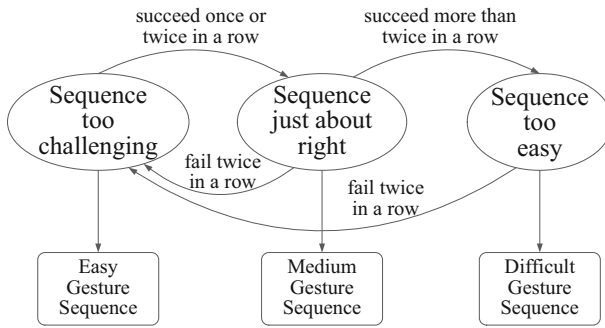 succeed once or
twice in a row
succeed more than
twice in a row
Sequence
too
challenging
Sequence
just about
right
Sequence
too
easy
fail twice
in a row
fail twice
in a row
Easy
Gesture
Sequence
Medium
Gesture
Sequence
Difficult
Gesture
Sequence